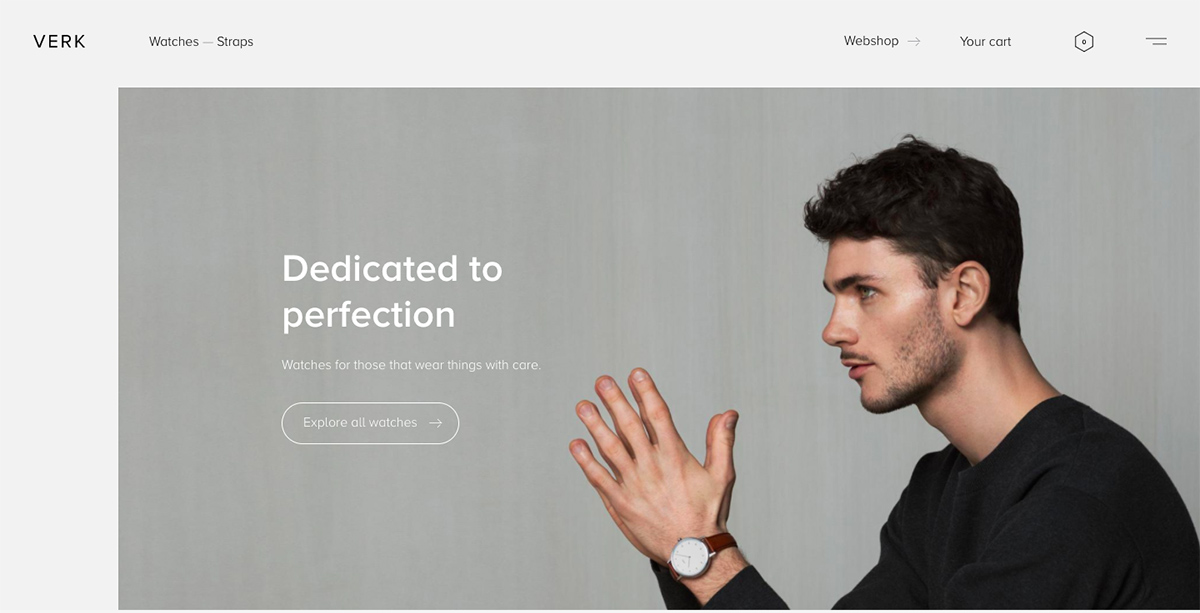 VERK
Watches — Straps
Webshop →
Your cart
0
Dedicated to
perfection
Watches for those that wear things with care.
Explore all watches →